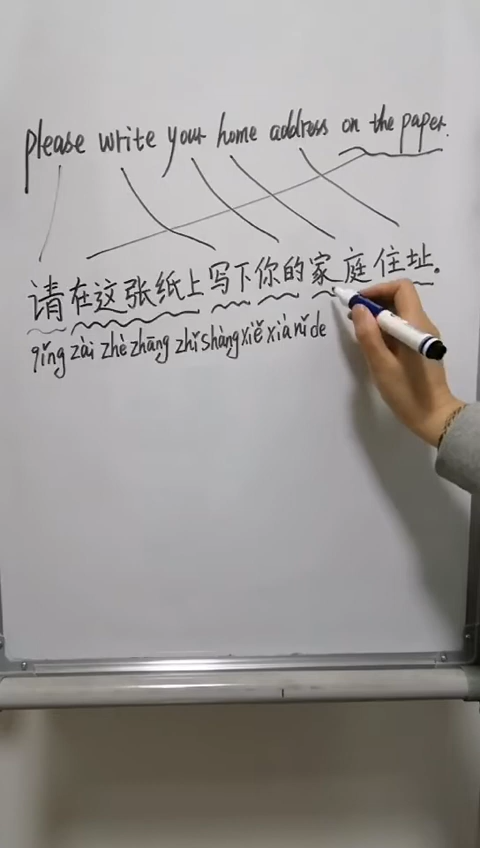 please write your home address on the paper.
请在这张纸上写下你的家庭住址.
qǐng zài zhè zhāng zhǐ shàng xiě xià nǐ de